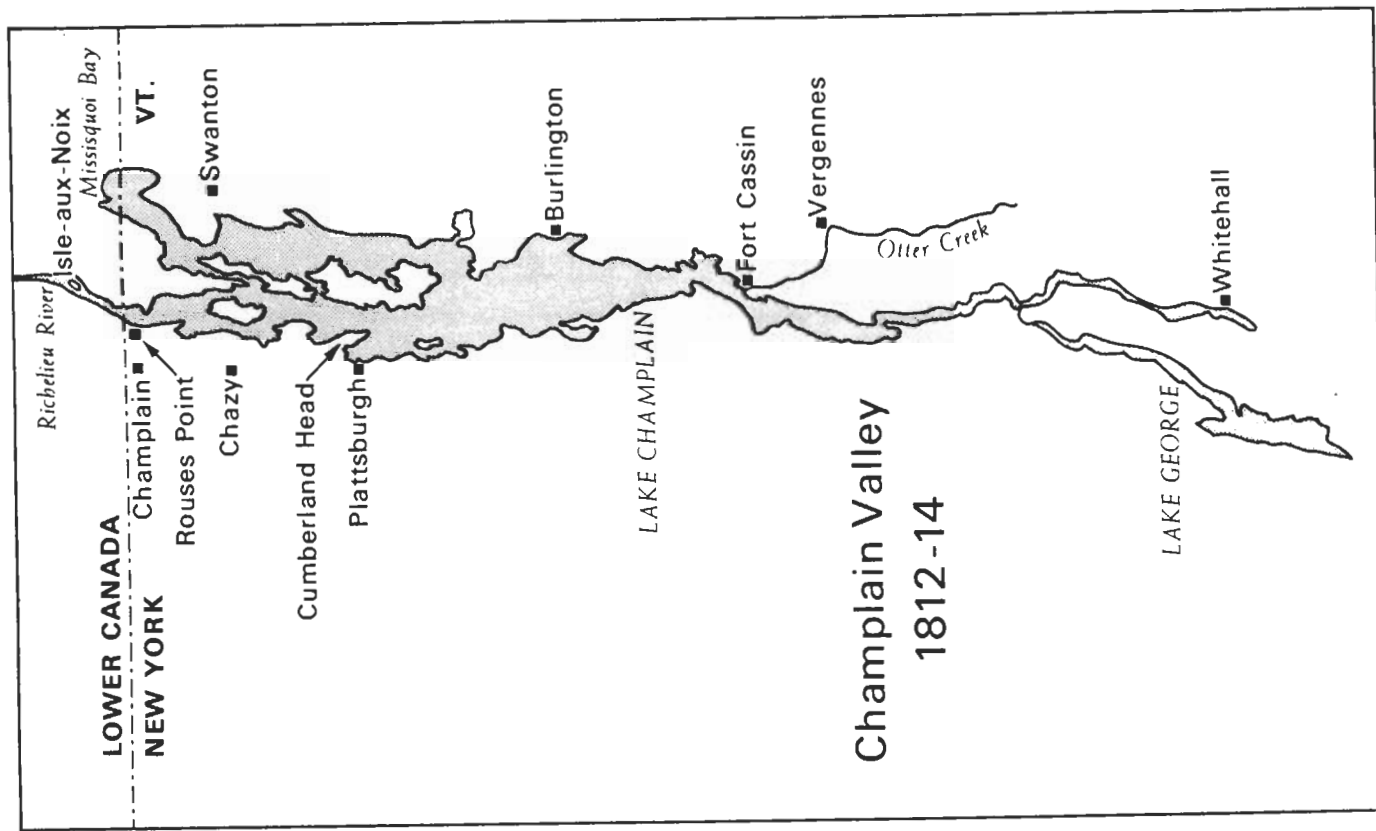 Richelieu River
Isle-aux-Noix
Missisquoi Bay
LOWER CANADA
NEW YORK
VT.
Champlain
Rouses Point
Swanton
Chazy
Cumberland Head
Plattsburgh
Burlington
LAKE CHAMPLAIN
Fort Cassin
Vergennes
Otter Creek
Champlain Valley
1812-14
LAKE GEORGE
Whitehall